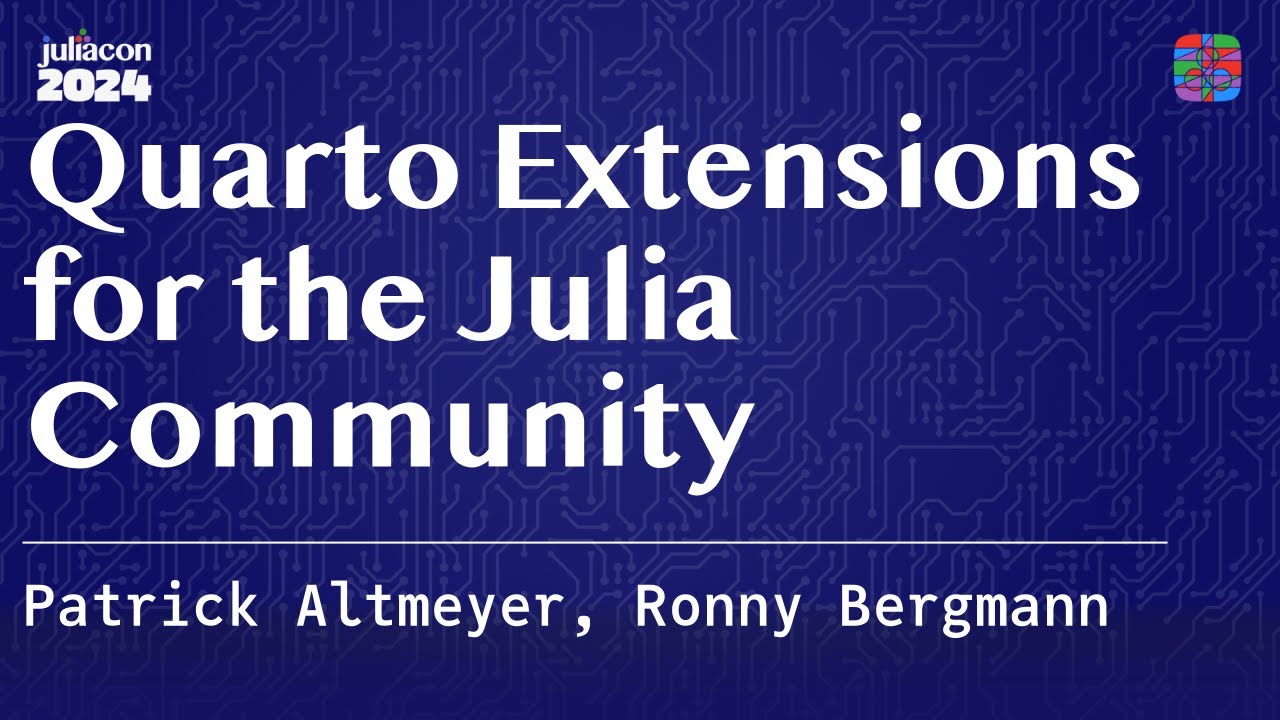 juliacon
2024
Quarto Extensions
for the Julia
Community
Patrick Altmeyer, Ronny Bergmann